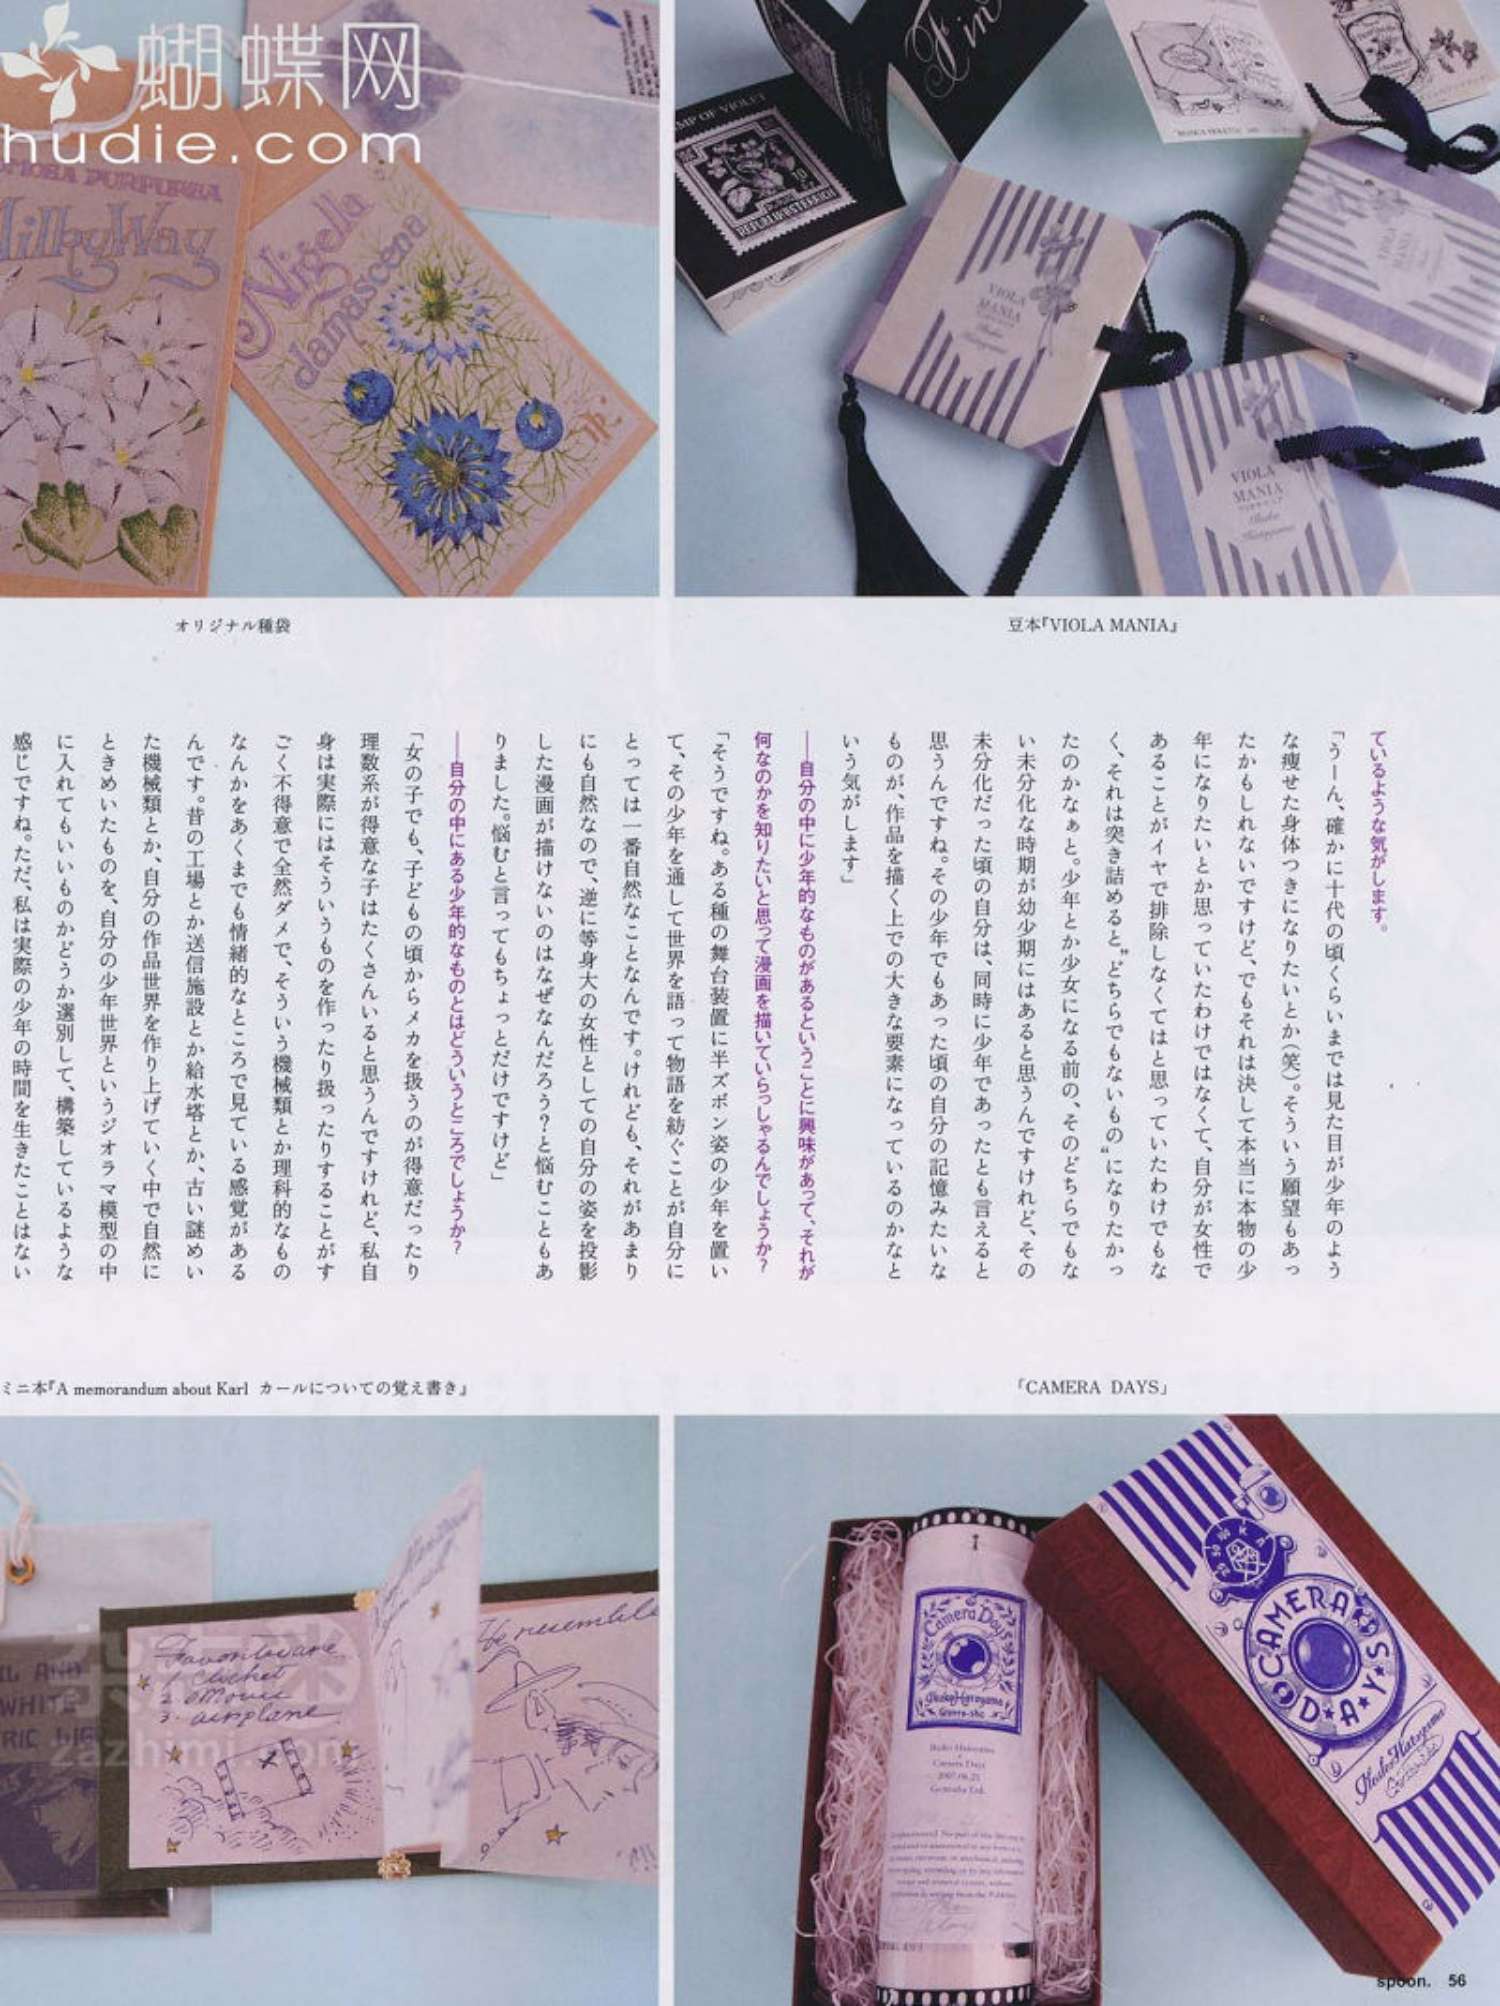 蝴蝶网
hudie.com
PURPUREA
MilkyWay
Nigella
damascena
STAMP OF VIOLET
10
REPUBLIK ÖSTERREICH
VIOLA
MANIA
VIOLA
MANIA
VIOLA
MANIA
オリジナル種袋
豆本『VIOLA MANIA』
ているような気がします。
「うーん、確かに十代の頃くらいまでは見た目が少年のよう
な痩せた身体つきになりたいとか(笑)。そういう願望もあっ
たかもしれないですけど、でもそれは決して本当に本物の少
年になりたいとか思っていたわけではなくて、自分が女性で
あることがイヤで排除しなくてはと思っていたわけでもな
く、それは突き詰めると“どちらでもないもの”になりたかっ
たのかなぁと。少年とか少女になる前の、そのどちらでもな
い未分化な時期が幼少期にはあると思うんですけれど、その
未分化だった頃の自分は、同時に少年であったとも言えると
思うんですね。その少年でもあった頃の自分の記憶みたいな
ものが、作品を描く上での大きな要素になっているのかなと
いう気がします」
――自分の中に少年的なものがあるということに興味があって、それが
何なのかを知りたいと思って漫画を描いていらっしゃるんでしょうか?
「そうですね。ある種の舞台装置に半ズボン姿の少年を置い
て、その少年を通して世界を語って物語を紡ぐことが自分に
とっては一番自然なことなんです。けれども、それがあまり
にも自然なので、逆に等身大の女性としての自分の姿を投影
した漫画が描けないのはなぜなんだろう?と悩むこともあ
りました。悩むと言ってもちょっとだけですけど」
――自分の中にある少年的なものとはどういうところでしょうか?
「女の子でも、子どもの頃からメカを扱うのが得意だったり
理数系が得意な子はたくさんいると思うんですけれど、私自
身は実際にはそういうものを作ったり扱ったりすることがす
ごく不得意で全然ダメで、そういう機械類とか理科的なもの
なんかをあくまでも情緒的なところで見ている感覚がある
んです。昔の工場とか送信施設とか給水塔とか、古い謎めい
た機械類とか、自分の作品世界を作り上げていく中で自然に
ときめいたものを、自分の少年世界というジオラマ模型の中
に入れてもいいものかどうか選別して、構築しているような
感じですね。ただ、私は実際の少年の時間を生きたことはない
ミニ本『A memorandum about Karl カールについての覚え書き』
「CAMERA DAYS」
AND
WHITE
zazhimi.com
1. Clicket
2. Movie
3. airplane
He resemble
Camera Days
Camera Days
2007.06.21
Genrosha Ltd.
CAMERA
DAYS
spoon. 56